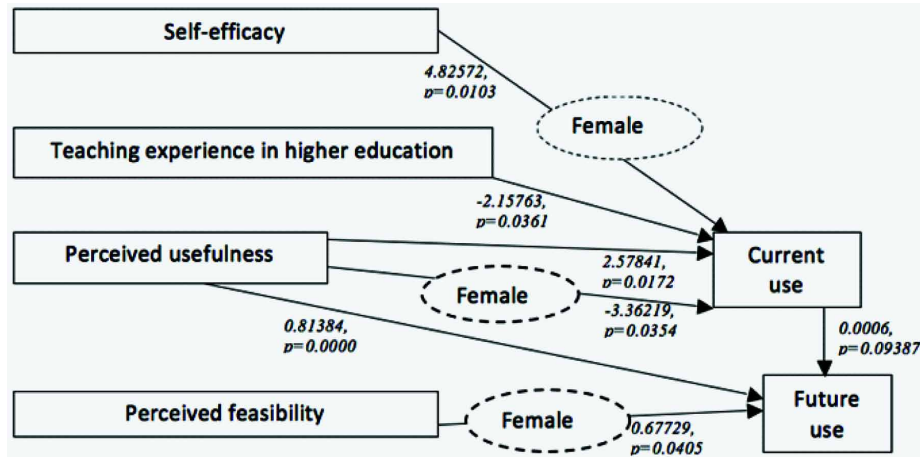 Self-efficacy
4.82572,
p=0.0103
Female
Teaching experience in higher education
-2.15763,
p=0.0361
Perceived usefulness
2.57841,
p=0.0172
Current
use
Female
-3.36219,
p=0.0354
0.81384,
p=0.0000
0.0006,
p=0.09387
Perceived feasibility
Female
0.67729,
p=0.0405
Future
use